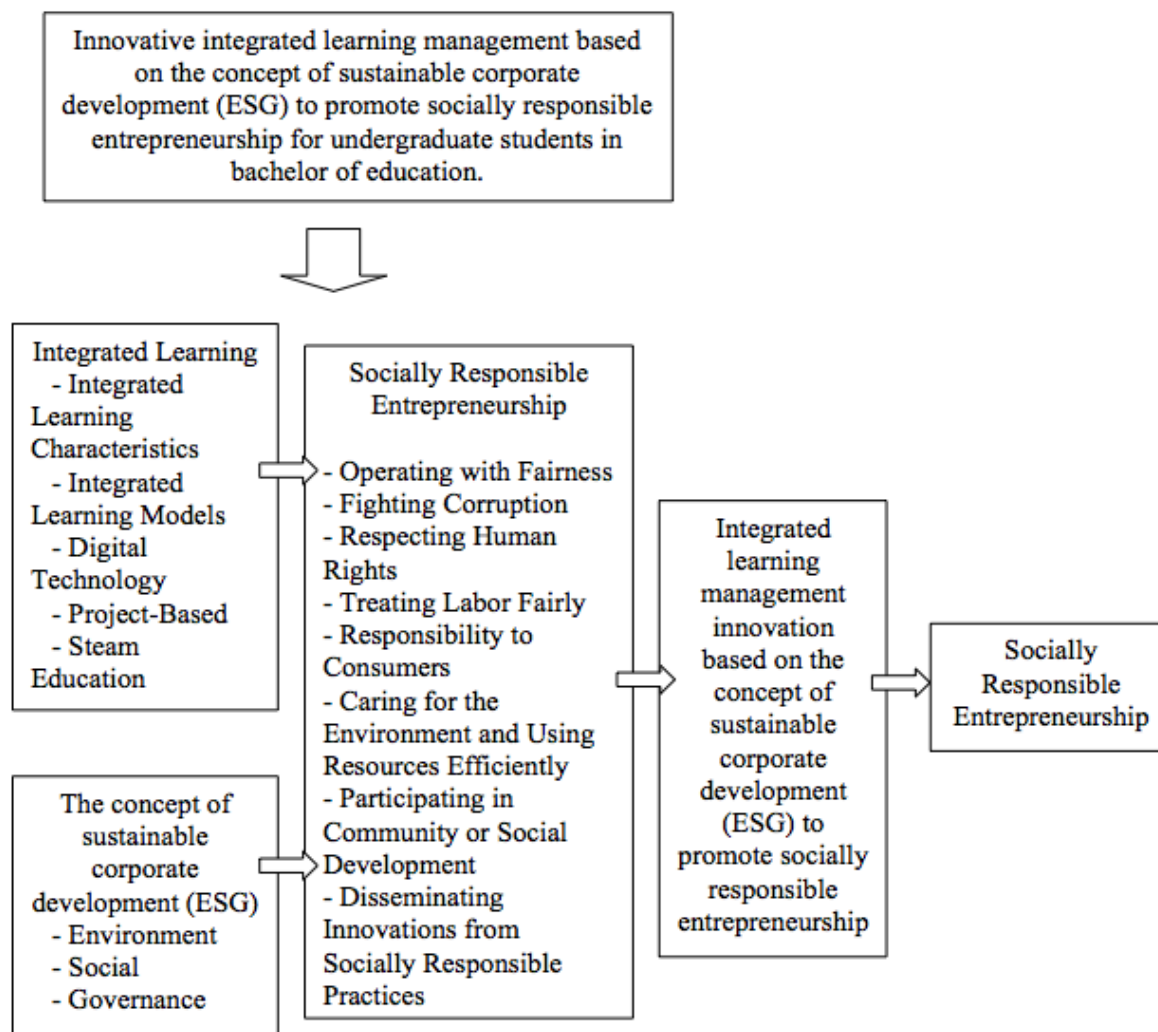 Innovative integrated learning management based
on the concept of sustainable corporate
development (ESG) to promote socially responsible
entrepreneurship for undergraduate students in
bachelor of education.
Integrated Learning
- Integrated
Learning
Characteristics
- Integrated
Learning Models
- Digital
Technology
- Project-Based
- Steam
Education
The concept of
sustainable
corporate
development (ESG)
- Environment
- Social
- Governance
Socially Responsible
Entrepreneurship
- Operating with Fairness
- Fighting Corruption
- Respecting Human
Rights
- Treating Labor Fairly
- Responsibility to
Consumers
- Caring for the
Environment and Using
Resources Efficiently
- Participating in
Community or Social
Development
- Disseminating
Innovations from
Socially Responsible
Practices
Integrated
learning
management
innovation
based on the
concept of
sustainable
corporate
development
(ESG) to
promote socially
responsible
entrepreneurship
Socially
Responsible
Entrepreneurship